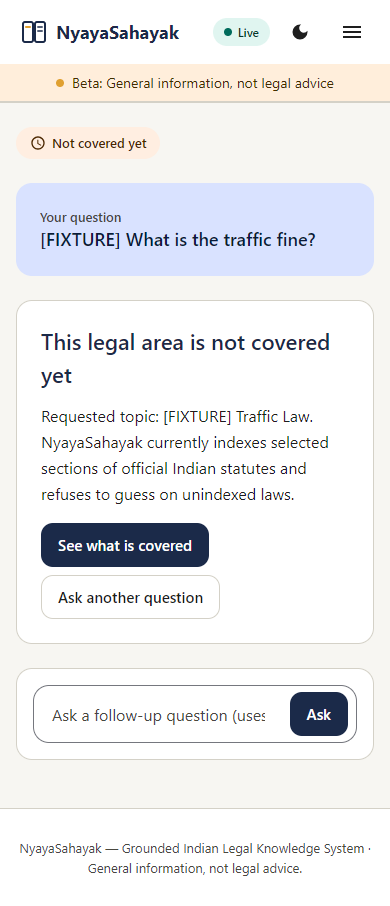 NyayaSahayak
Live
Beta: General information, not legal advice
Not covered yet
Your question
[FIXTURE] What is the traffic fine?
This legal area is not covered
yet
Requested topic: [FIXTURE] Traffic Law.
NyayaSahayak currently indexes selected
sections of official Indian statutes and
refuses to guess on unindexed laws.
See what is covered
Ask another question
Ask a follow-up question (uses
Ask
NyayaSahayak — Grounded Indian Legal Knowledge System ·
General information, not legal advice.